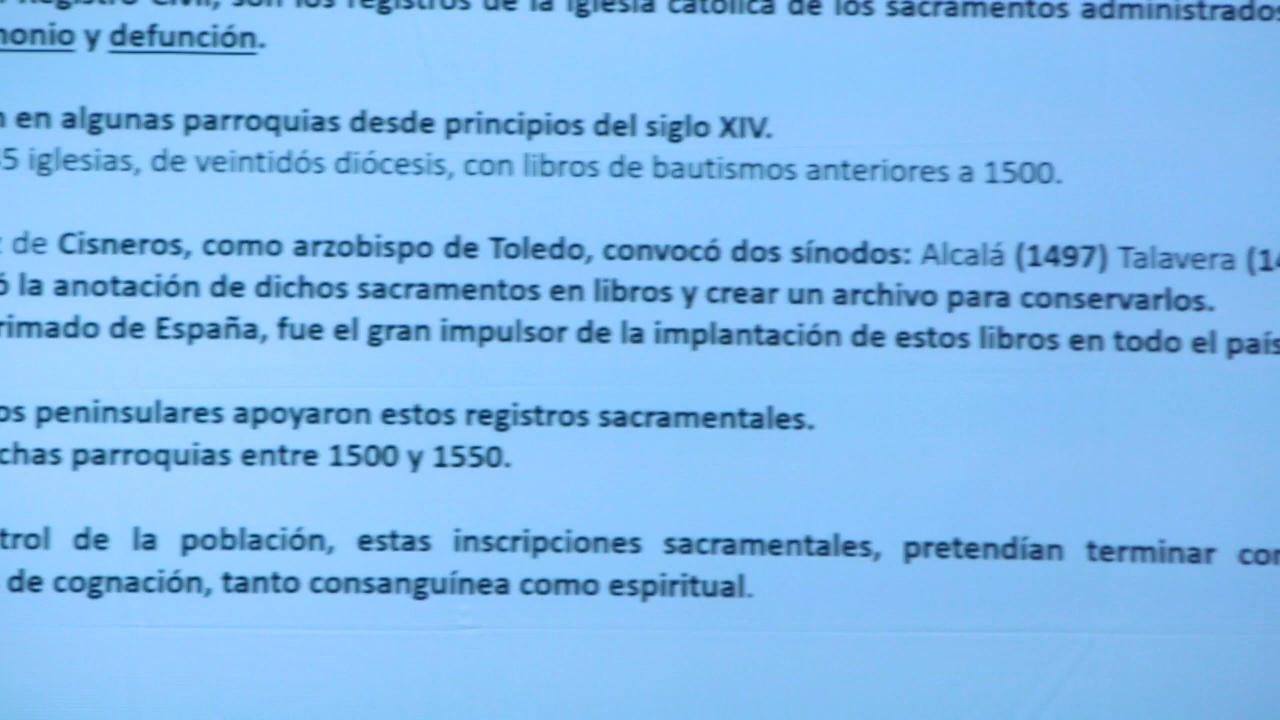 Registro Civil, son los registros de la iglesia católica de los sacramentos administrados
y defunción.
en algunas parroquias desde principios del siglo XIV.
5 iglesias, de veintidós diócesis, con libros de bautismos anteriores a 1500.
de Cisneros, como arzobispo de Toledo, convocó dos sínodos: Alcalá (1497) Talavera (14
la anotación de dichos sacramentos en libros y crear un archivo para conservarlos.
rimado de España, fue el gran impulsor de la implantación de estos libros en todo el país
os peninsulares apoyaron estos registros sacramentales.
chas parroquias entre 1500 y 1550.
trol de la población, estas inscripciones sacramentales, pretendían terminar con
de cognación, tanto consanguínea como espiritual.